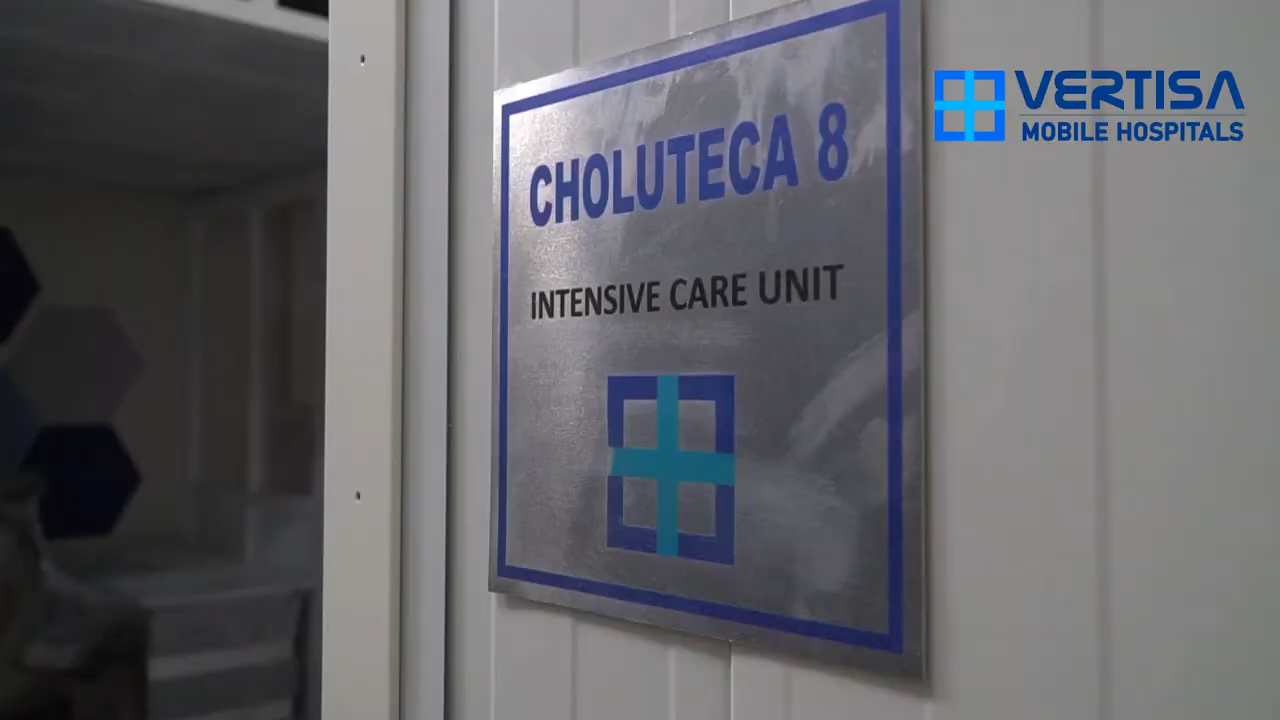 CHOLUTECA 8
INTENSIVE CARE UNIT
VERTISA
MOBILE HOSPITALS